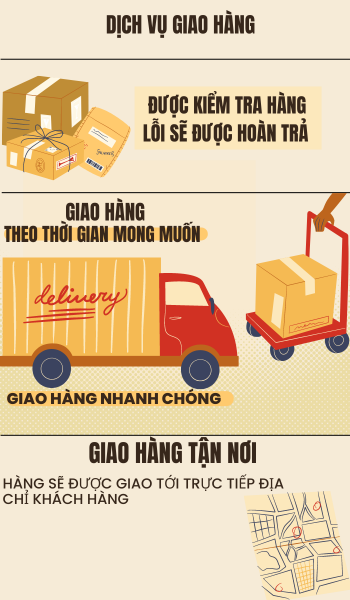 DỊCH VỤ GIAO HÀNG
ĐƯỢC KIỂM TRA HÀNG
LỖI SẼ ĐƯỢC HOÀN TRẢ
GIAO HÀNG
THEO THỜI GIAN MONG MUỐN
delivery
GIAO HÀNG NHANH CHÓNG
GIAO HÀNG TẬN NƠI
HÀNG SẼ ĐƯỢC GIAO TỚI TRỰC TIẾP ĐỊA
CHỈ KHÁCH HÀNG